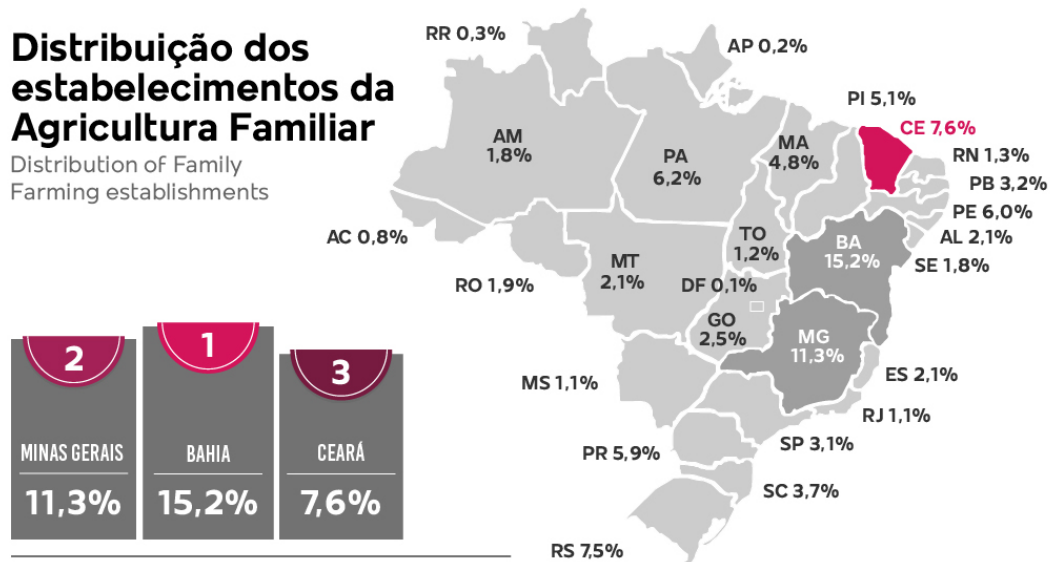 Distribuição dos
estabelecimentos da
Agricultura Familiar
Distribution of Family
Farming establishments
RR 0,3%
AP 0,2%
AM
1,8%
PA
6,2%
MA
4,8%
PI 5,1%
CE 7,6%
RN 1,3%
PB 3,2%
PE 6,0%
AL 2,1%
SE 1,8%
AC 0,8%
RO 1,9%
MT
2,1%
TO
1,2%
BA
15,2%
DF 0,1%
GO
2,5%
MG
11,3%
MS 1,1%
ES 2,1%
RJ 1,1%
SP 3,1%
PR 5,9%
SC 3,7%
RS 7,5%
2
MINAS GERAIS
11,3%
1
BAHIA
15,2%
3
CEARÁ
7,6%